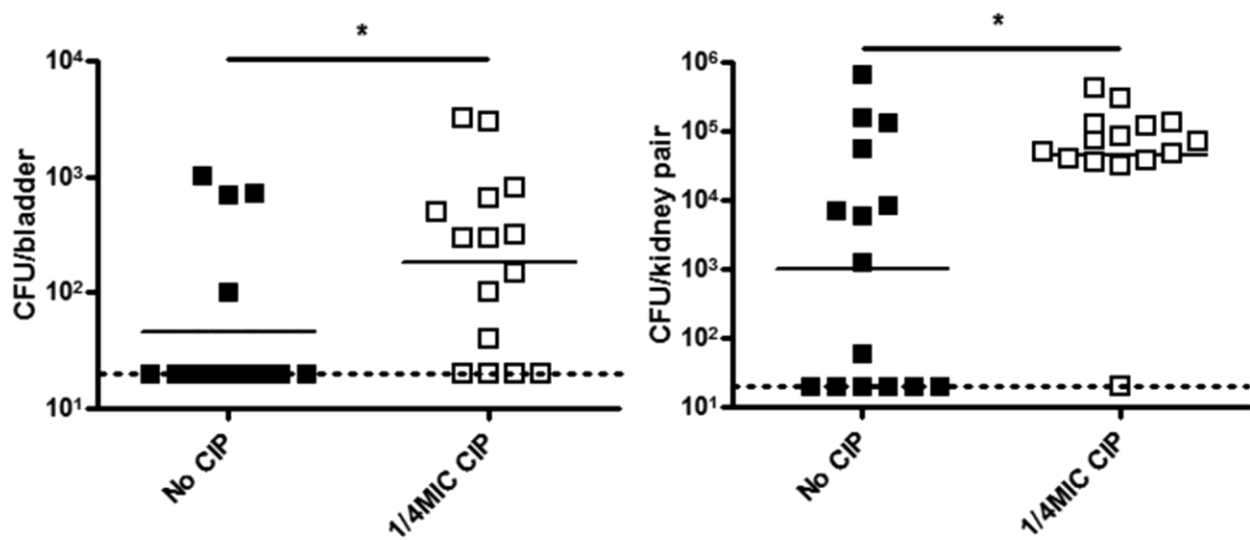 *
10⁴
10³
10²
10¹
CFU/bladder
No CIP
1/4MIC CIP
*
10⁶
10⁵
10⁴
10³
10²
10¹
CFU/kidney pair
No CIP
1/4MIC CIP